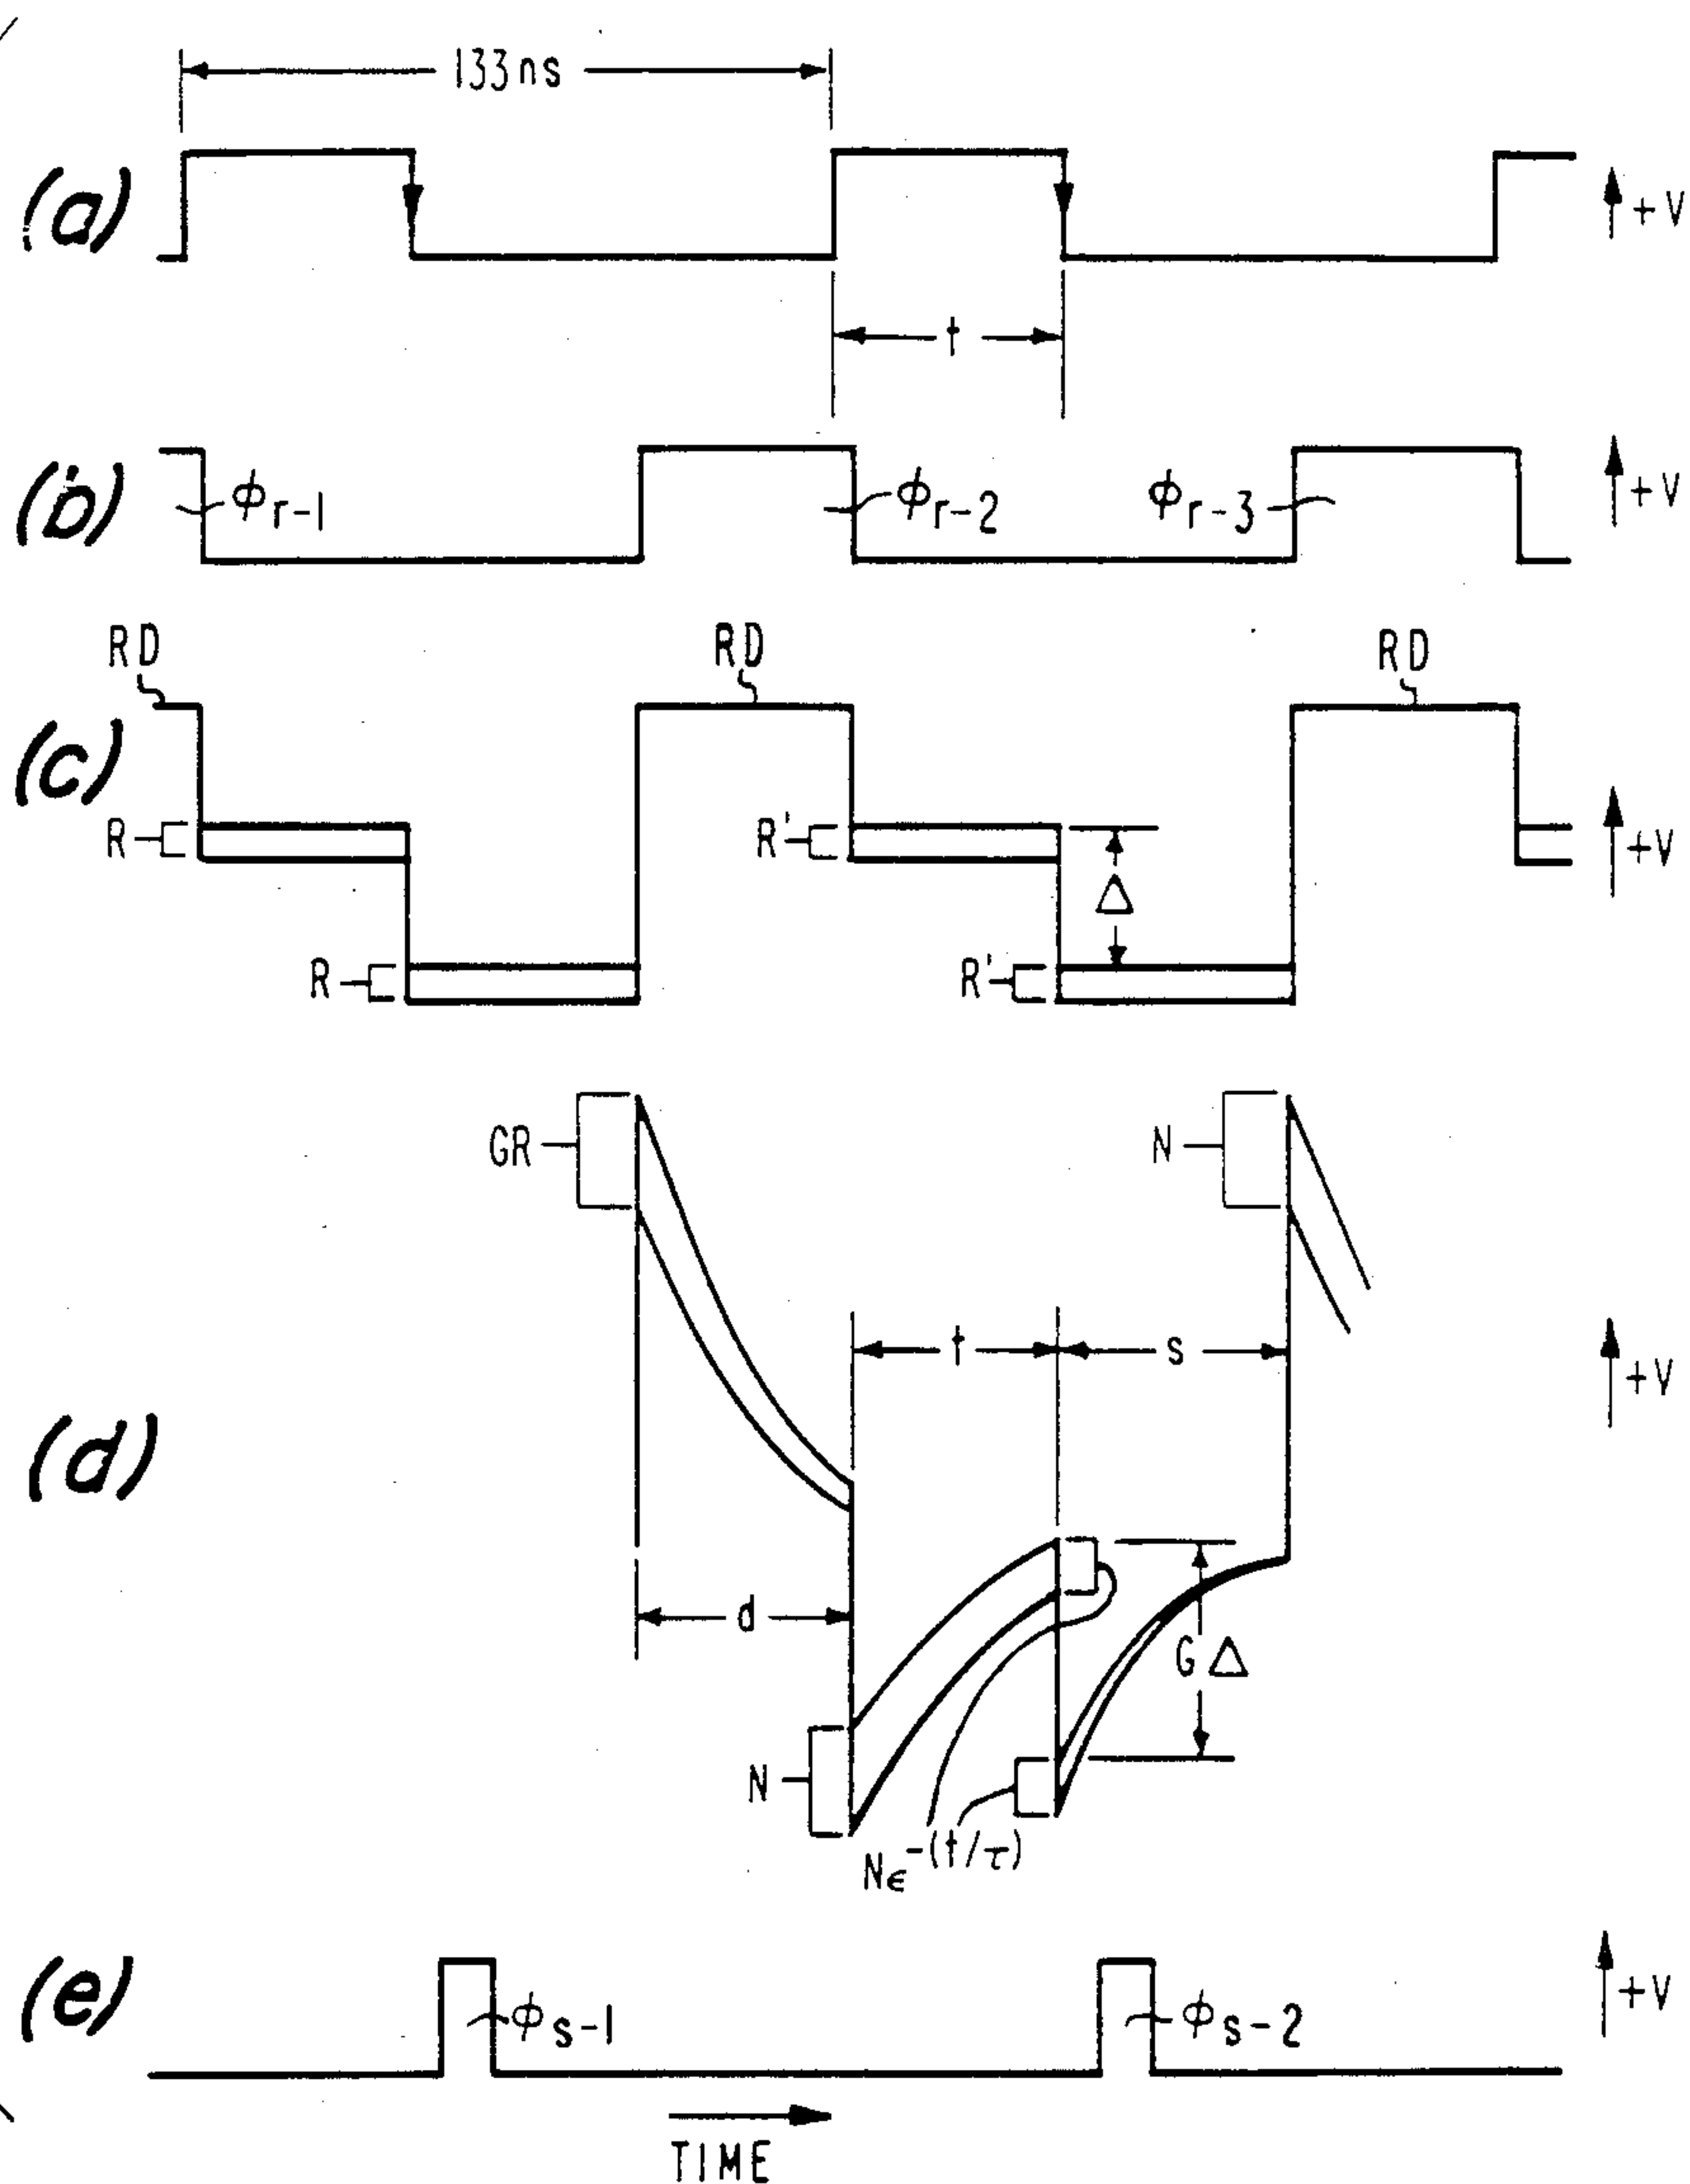 133ns
(a)
+V
t
(b)
ϕr-1
ϕr-2
ϕr-3
+V
RD
RD
RD
(c)
R
R'
Δ
+V
R
R'
GR
N
t
s
+V
(d)
d
GΔ
N
Nϵ-(t/τ)
(e)
ϕs-1
ϕs-2
+V
TIME